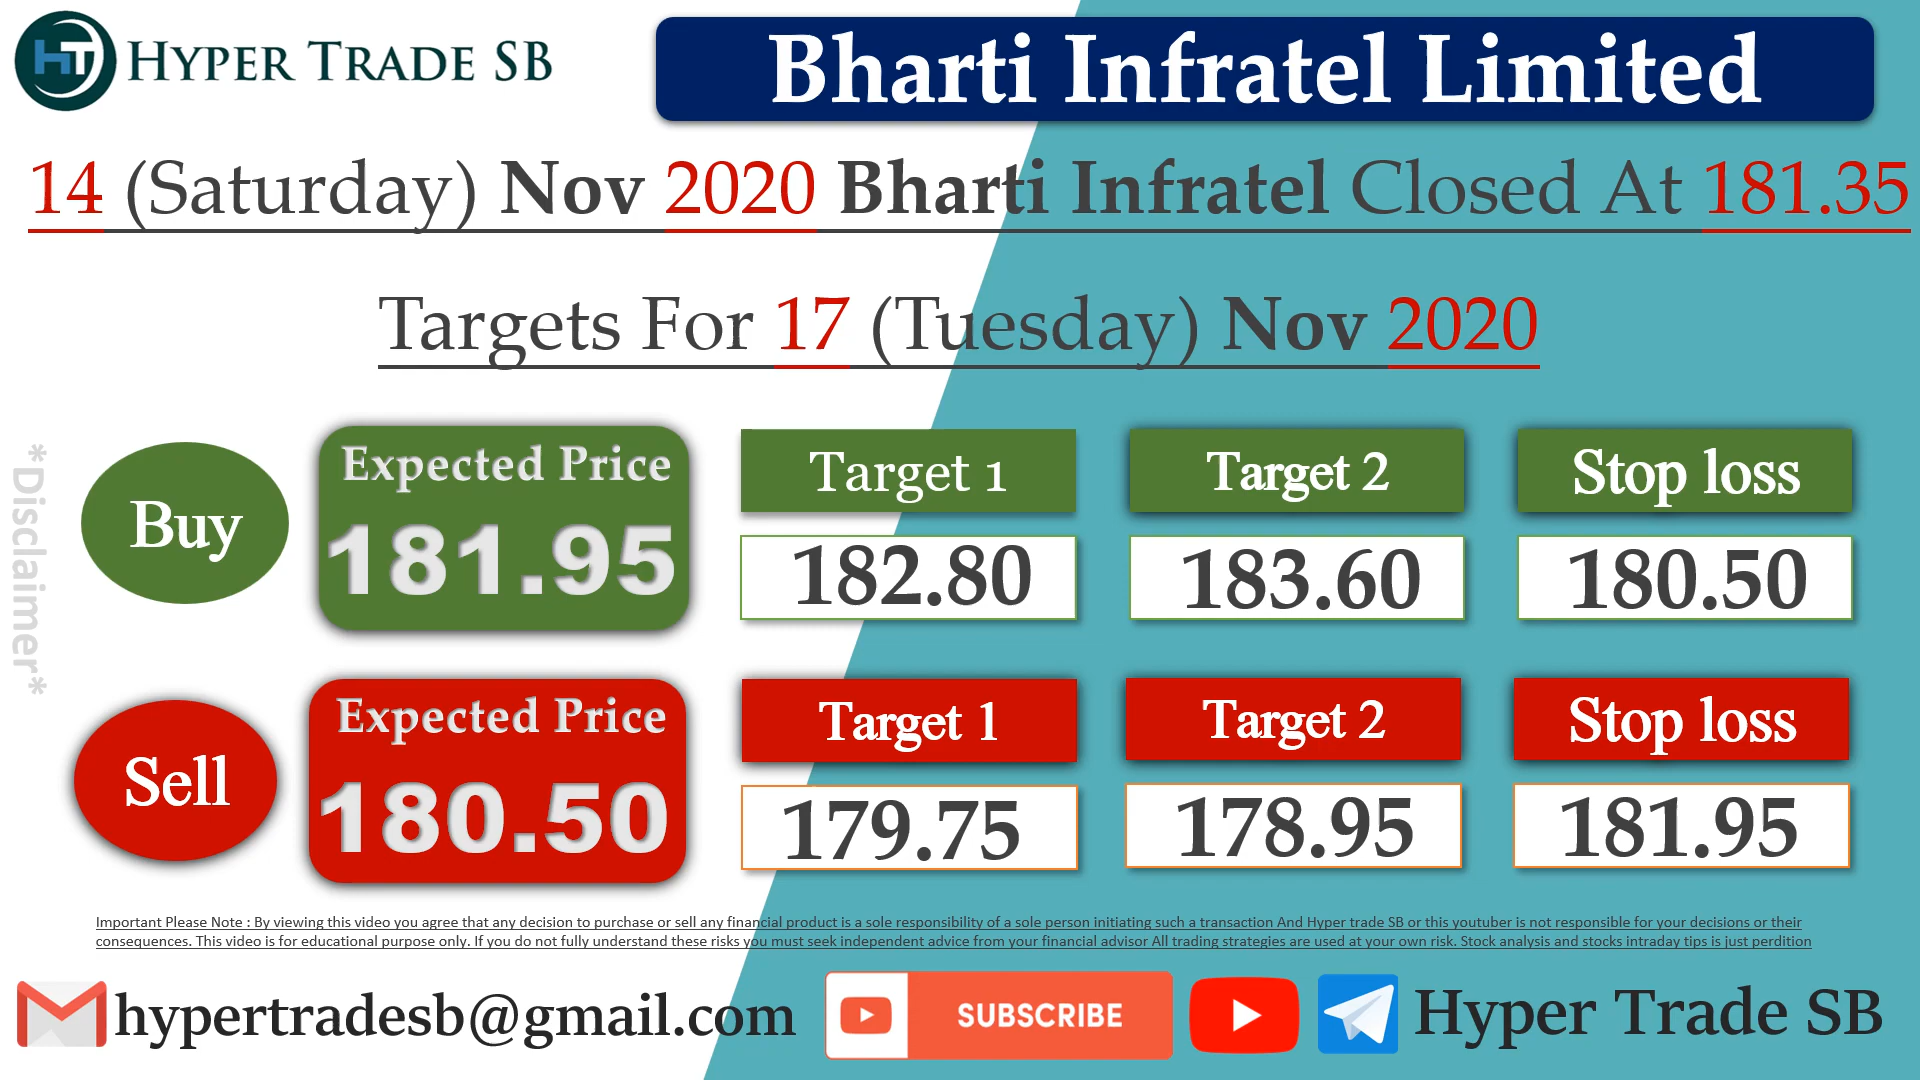 HT HYPER TRADE SB
Bharti Infratel Limited
14 (Saturday) Nov 2020 Bharti Infratel Closed At 181.35
Targets For 17 (Tuesday) Nov 2020
*Disclaimer*
Buy
Expected Price
181.95
Target 1
182.80
Target 2
183.60
Stop loss
180.50
Sell
Expected Price
180.50
Target 1
179.75
Target 2
178.95
Stop loss
181.95
Important Please Note : By viewing this video you agree that any decision to purchase or sell any financial product is a sole responsibility of a sole person initiating such a transaction And Hyper trade SB or this youtuber is not responsible for your decisions or their
consequences. This video is for educational purpose only. If you do not fully understand these risks you must seek independent advice from your financial advisor All trading strategies are used at your own risk. Stock analysis and stocks intraday tips is just perdition
hypertradesb@gmail.com
SUBSCRIBE
Hyper Trade SB